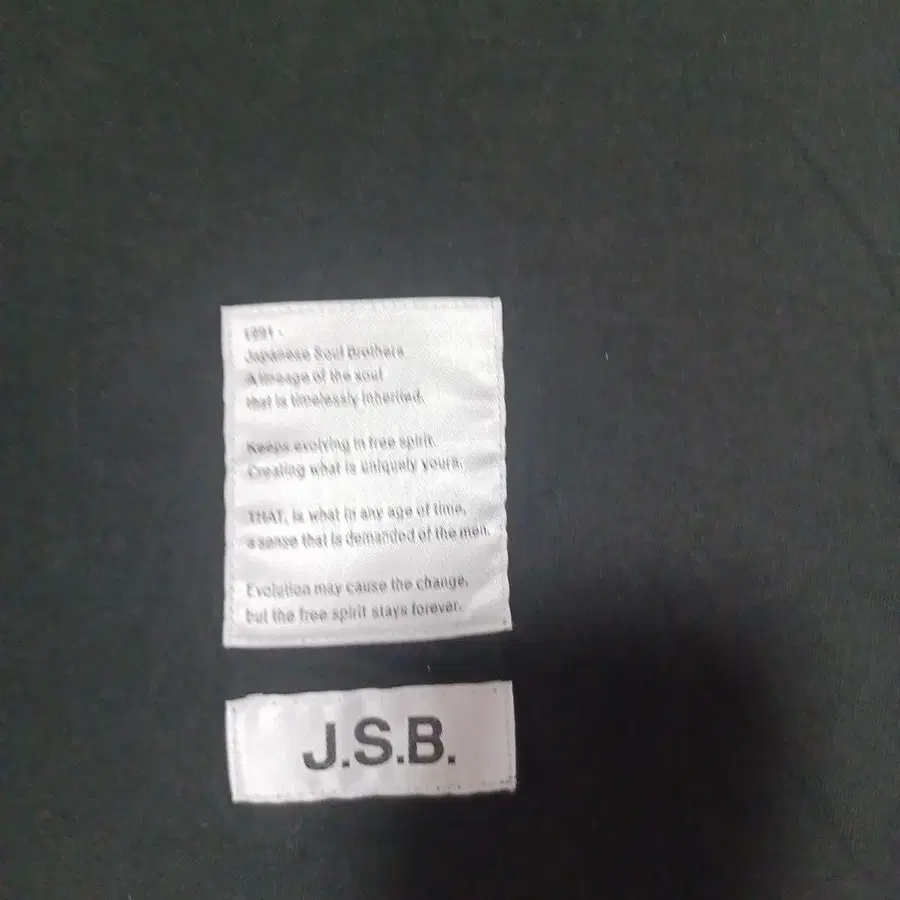 1991 -
Japanese Soul Brothers
A lineage of the soul
that is timelessly inherited.
Keeps evolving in free spirit.
Creating what is uniquely yours.
THAT, is what in any age of time,
a sense that is demanded of the men.
Evolution may cause the change,
but the free spirit stays forever.
J.S.B.